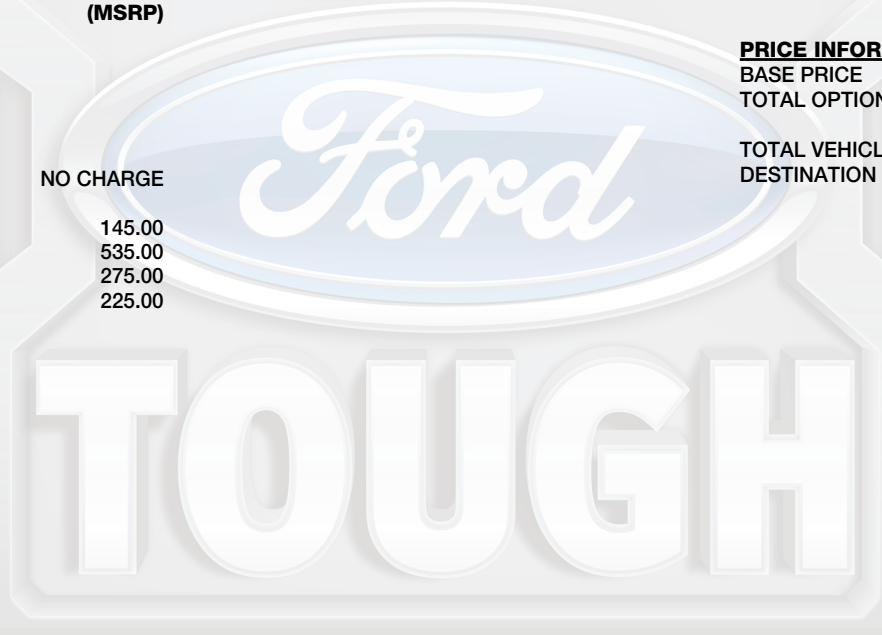 (MSRP)
NO CHARGE
145.00
535.00
275.00
225.00
PRICE INFOR
BASE PRICE
TOTAL OPTION
TOTAL VEHICL
DESTINATION
Ford
TOUGH